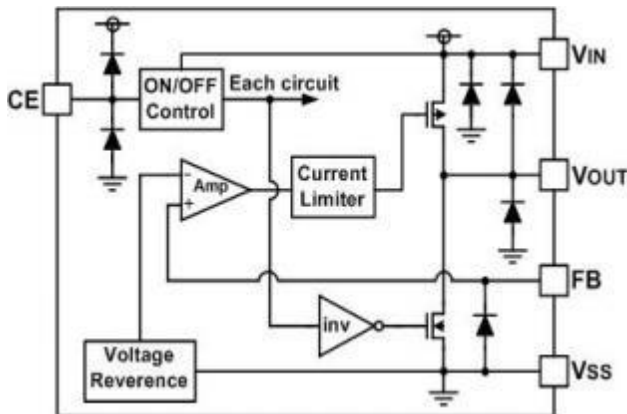 CE
ON/OFF
Control
Each circuit
VIN
-
Amp
+
Current
Limiter
VOUT
FB
inv
Voltage
Reverence
VSS